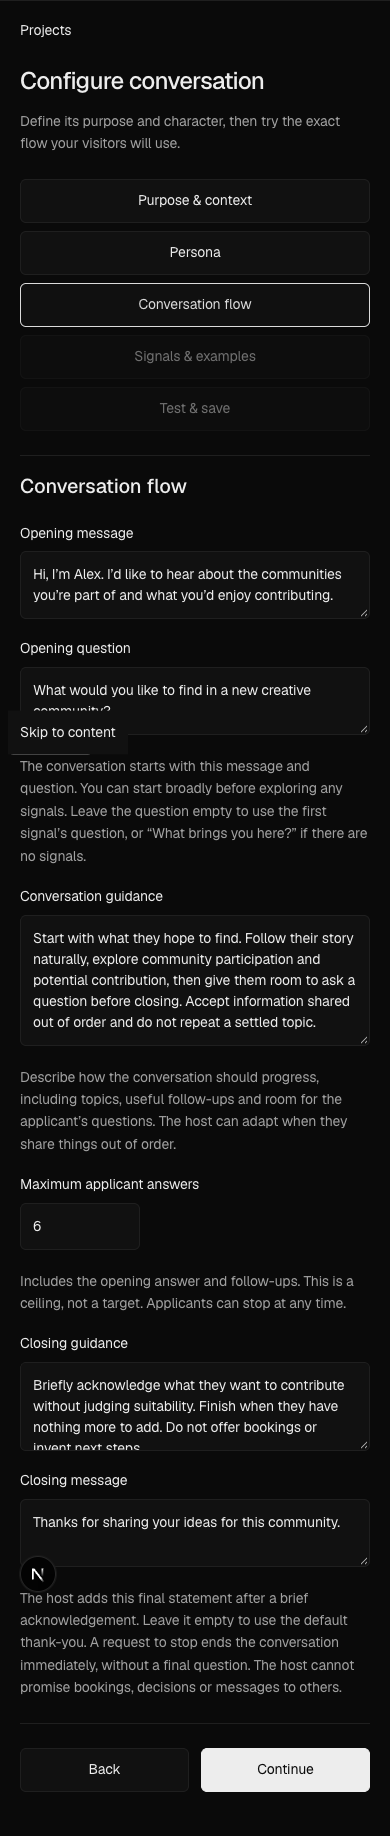 Projects
Configure conversation
Define its purpose and character, then try the exact
flow your visitors will use.
Purpose & context
Persona
Conversation flow
Signals & examples
Test & save
Conversation flow
Opening message
Hi, I’m Alex. I’d like to hear about the communities
you’re part of and what you’d enjoy contributing.
Opening question
What would you like to find in a new creative
community?
Skip to content
The conversation starts with this message and
question. You can start broadly before exploring any
signals. Leave the question empty to use the first
signal’s question, or “What brings you here?” if there are
no signals.
Conversation guidance
Start with what they hope to find. Follow their story
naturally, explore community participation and
potential contribution, then give them room to ask a
question before closing. Accept information shared
out of order and do not repeat a settled topic.
Describe how the conversation should progress,
including topics, useful follow-ups and room for the
applicant’s questions. The host can adapt when they
share things out of order.
Maximum applicant answers
6
Includes the opening answer and follow-ups. This is a
ceiling, not a target. Applicants can stop at any time.
Closing guidance
Briefly acknowledge what they want to contribute
without judging suitability. Finish when they have
nothing more to add. Do not offer bookings or
invent next steps
Closing message
Thanks for sharing your ideas for this community.
N
The host adds this final statement after a brief
acknowledgement. Leave it empty to use the default
thank-you. A request to stop ends the conversation
immediately, without a final question. The host cannot
promise bookings, decisions or messages to others.
Back
Continue